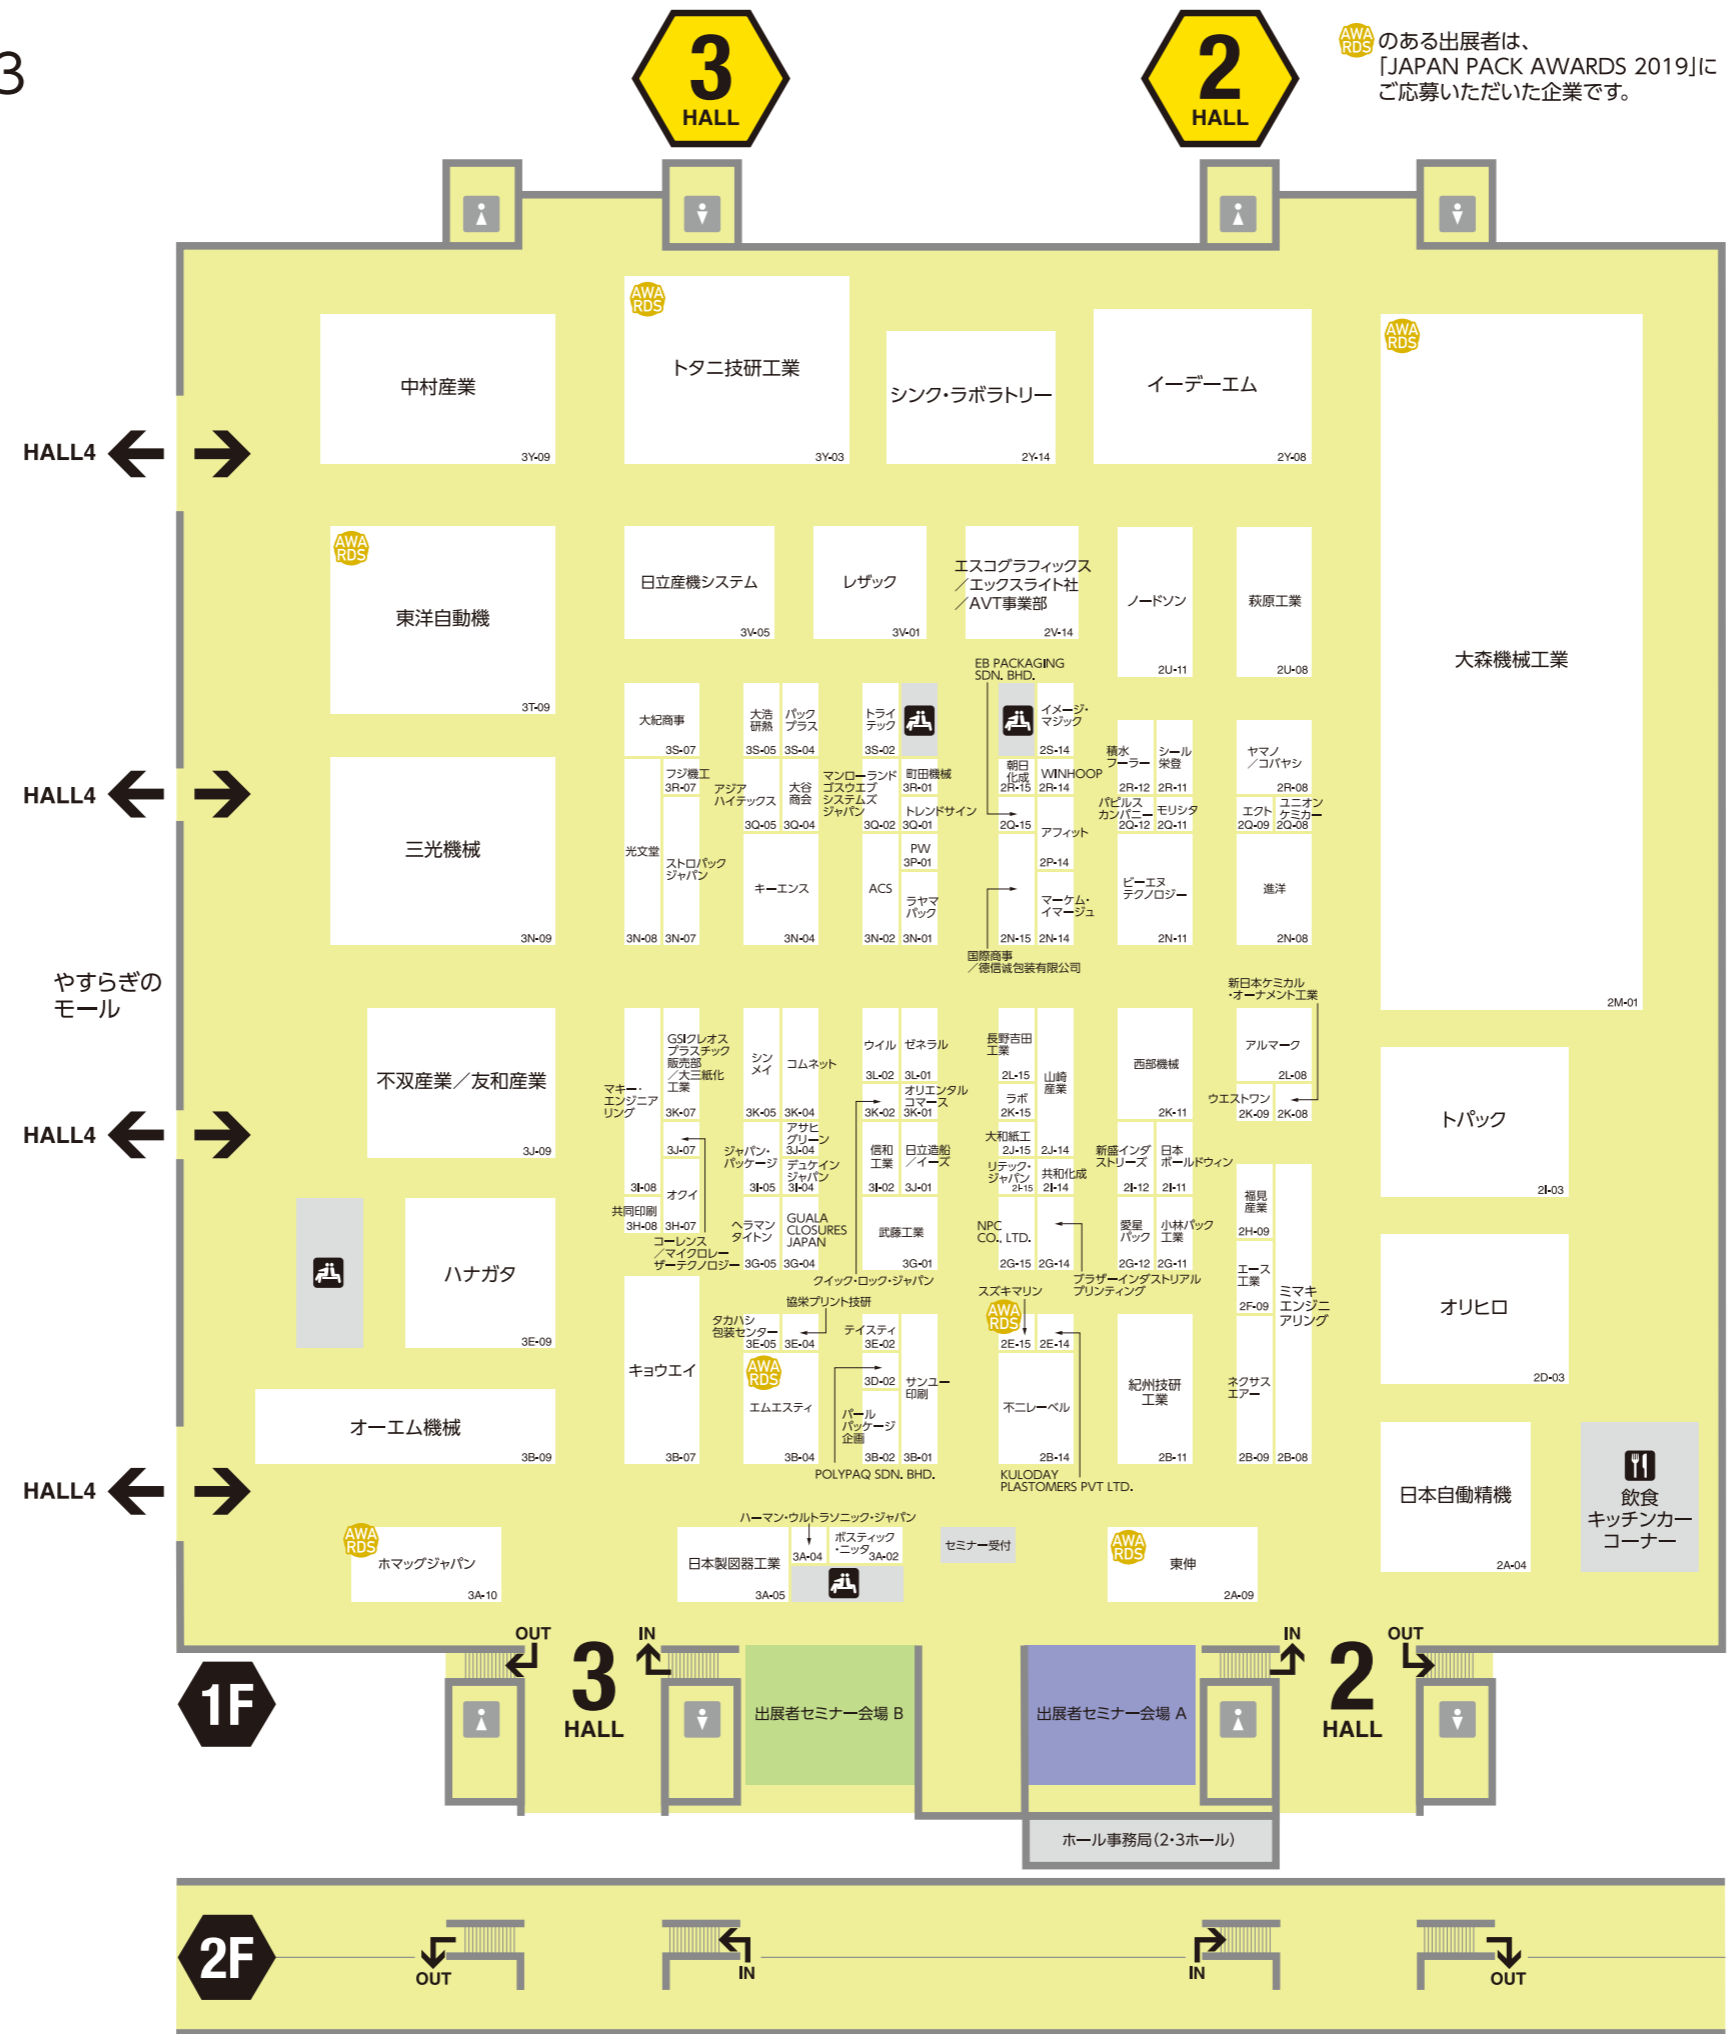 3
3
HALL
2
HALL
AWA
RDS
のある出展者は、
「JAPAN PACK AWARDS 2019」に
ご応募いただいた企業です。
中村産業
3Y-09
AWA
RDS
トタニ技研工業
3Y-03
シンク・ラボラトリー
2Y-14
イーデーエム
2Y-08
AWA
RDS
大森機械工業
2M-01
HALL4
AWA
RDS
東洋自動機
3T-09
日立産機システム
3V-05
レザック
3V-01
エスコグラフィックス
／エックスライト社
／AVT事業部
2V-14
ノードソン
2U-11
萩原工業
2U-08
EB PACKAGING
SDN. BHD.
大紀商事
3S-07
大浩
研熱
3S-05
パック
プラス
3S-04
トライ
テック
3S-02
イメージ・
マジック
2S-14
積水
フーラー
2R-12
シール
栄登
2R-11
ヤマノ
／コバヤシ
2R-08
HALL4
三光機械
3N-09
フジ機工
3R-07
アジア
ハイテックス
3Q-05
大谷
商会
3Q-04
マンローランド
ゴスウエブ
システムズ
ジャパン
3Q-02
町田機械
3R-01
トレンドサイン
3Q-01
朝日
化成
2R-15
WINHOOP
2R-14
2Q-15
アフィット
2P-14
パピルス
カンパニー
2Q-12
モリシタ
2Q-11
エクト
2Q-09
ユニオン
ケミカー
2Q-08
光文堂
3N-08
ストロパック
ジャパン
3N-07
キーエンス
3N-04
ACS
3N-02
PW
3P-01
ラヤマ
パック
3N-01
2N-15
マーケム・
イマージュ
2N-14
ビーエヌ
テクノロジー
2N-11
進洋
2N-08
国際商事
／徳信誠包装有限公司
やすらぎの
モール
新日本ケミカル
・オーナメント工業
不双産業／友和産業
3J-09
マキー・
エンジニア
リング
3I-08
GSIクレオス
プラスチック
販売部
／大三紙化
工業
3K-07
シン
メイ
3K-05
コムネット
3K-04
ウイル
3L-02
ゼネラル
3L-01
3K-02
オリエンタル
コマース
3K-01
長野吉田
工業
2L-15
ラボ
2K-15
山崎
産業
2J-14
西部機械
2K-11
アルマーク
2L-08
ウエストワン
2K-09
2K-08
トパック
2I-03
HALL4
3J-07
ジャパン・
パッケージ
3I-05
アサヒ
グリーン
3J-04
デュケイン
ジャパン
3I-04
信和
工業
3I-02
日立造船
／イーズ
3J-01
大和紙工
2J-15
リテック・
ジャパン
2I-15
共和化成
2I-14
新盛インダ
ストリーズ
2I-12
日本
ボールドウィン
2I-11
共同印刷
3H-08
オクイ
3H-07
コーレンス
／マイクロレー
ザーテクノロジー
ヘラマン
タイトン
3G-05
GUALA
CLOSURES
JAPAN
3G-04
武藤工業
3G-01
クイック・ロック・ジャパン
NPC
CO., LTD.
2G-15
2G-14
愛星
パック
2G-12
小林パック
工業
2G-11
ブラザーインダストリアル
プリンティング
福見
産業
2H-09
エース
工業
2F-09
ミマキ
エンジニ
アリング
2B-08
ハナガタ
3E-09
オリヒロ
2D-03
協栄プリント技研
タカハシ
包装センター
3E-05
3E-04
テイスティ
3E-02
スズキマリン
AWA
RDS
2E-15
2E-14
キョウエイ
3B-07
AWA
RDS
エムエスティ
3B-04
3D-02
パール
パッケージ
企画
3B-02
サンユー
印刷
3B-01
不二レーベル
2B-14
紀州技研
工業
2B-11
ネクサス
エアー
2B-09
オーエム機械
3B-09
POLYPAQ SDN. BHD.
KULODAY
PLASTOMERS PVT LTD.
日本自働精機
2A-04
飲食
キッチンカー
コーナー
HALL4
AWA
RDS
ホマッグジャパン
3A-10
ハーマン・ウルトラソニック・ジャパン
日本製図器工業
3A-05
3A-04
ボスティック
・ニッタ
3A-02
セミナー受付
AWA
RDS
東伸
2A-09
1F
OUT
3
HALL
IN
出展者セミナー会場 B
出展者セミナー会場 A
IN
2
HALL
OUT
ホール事務局（2・3ホール）
2F
OUT
IN
IN
OUT